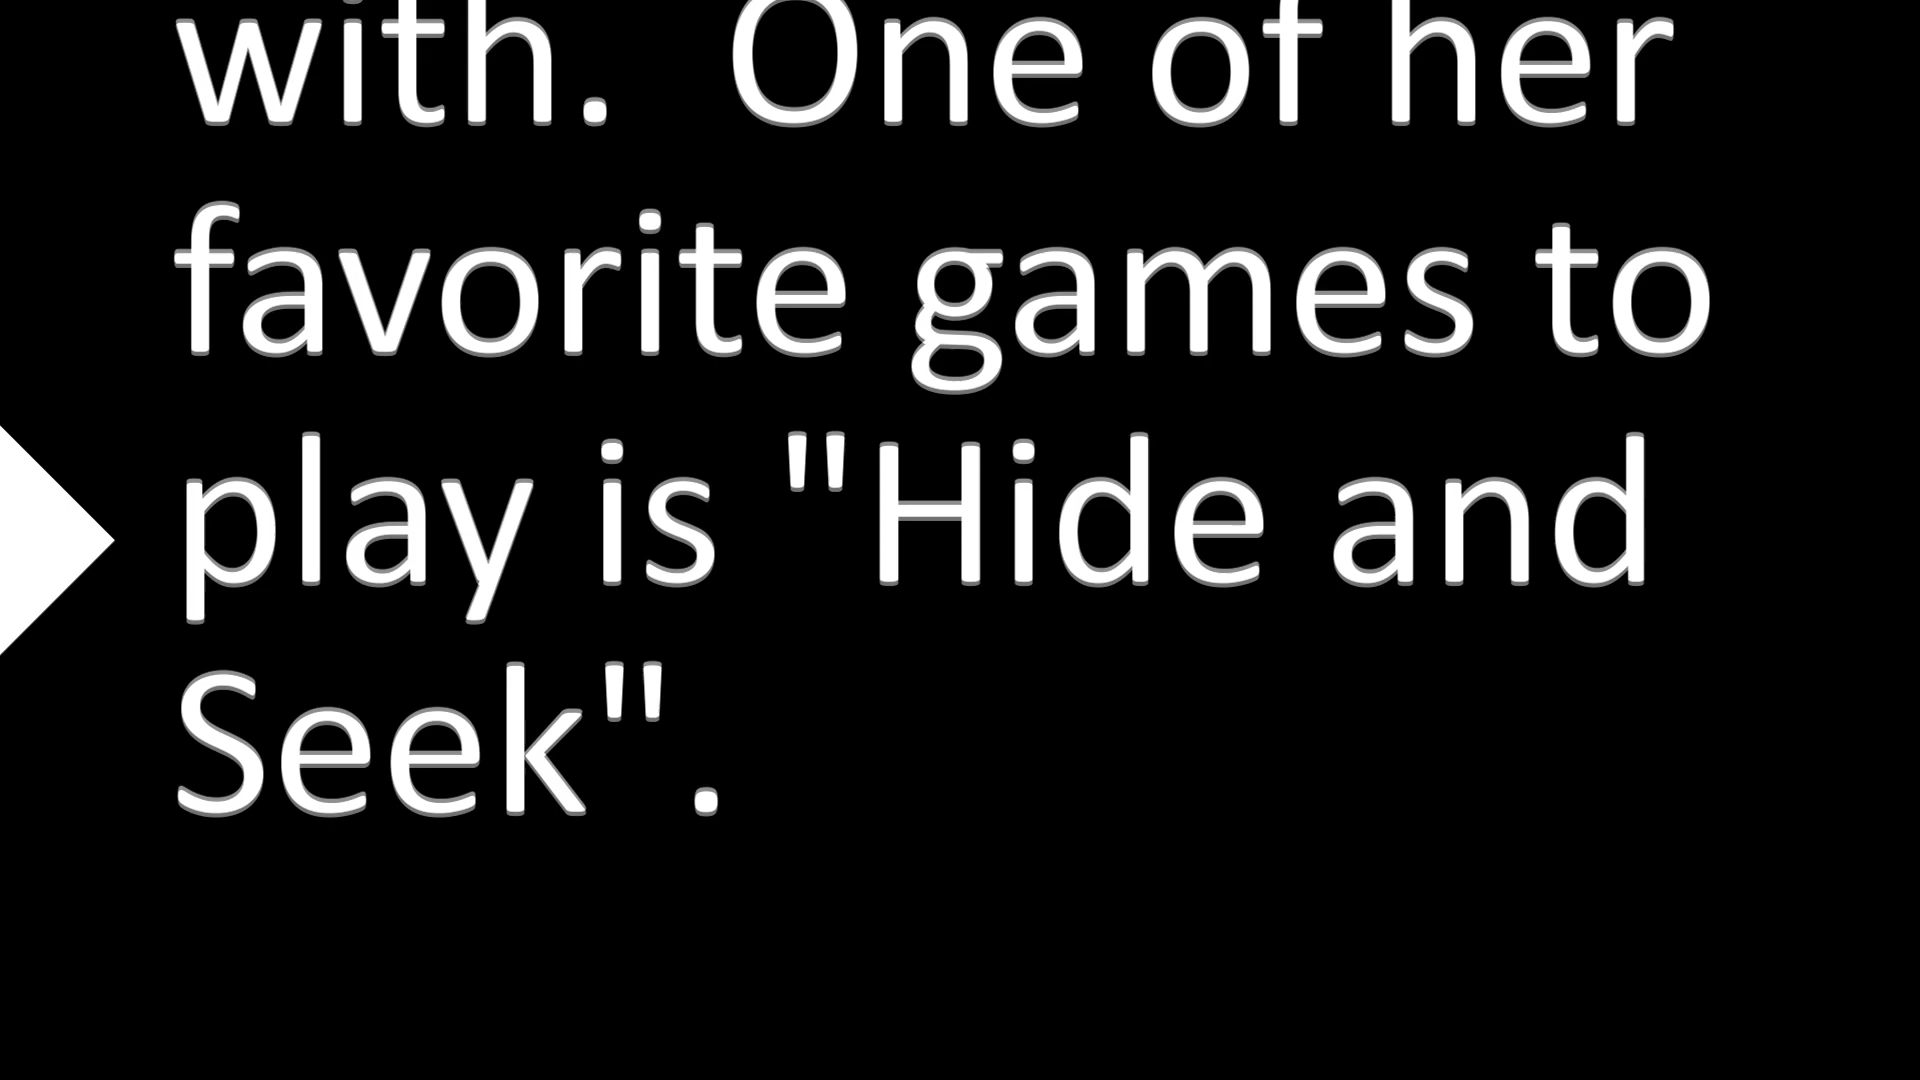 with.  One of her
favorite games to
play is "Hide and
Seek".